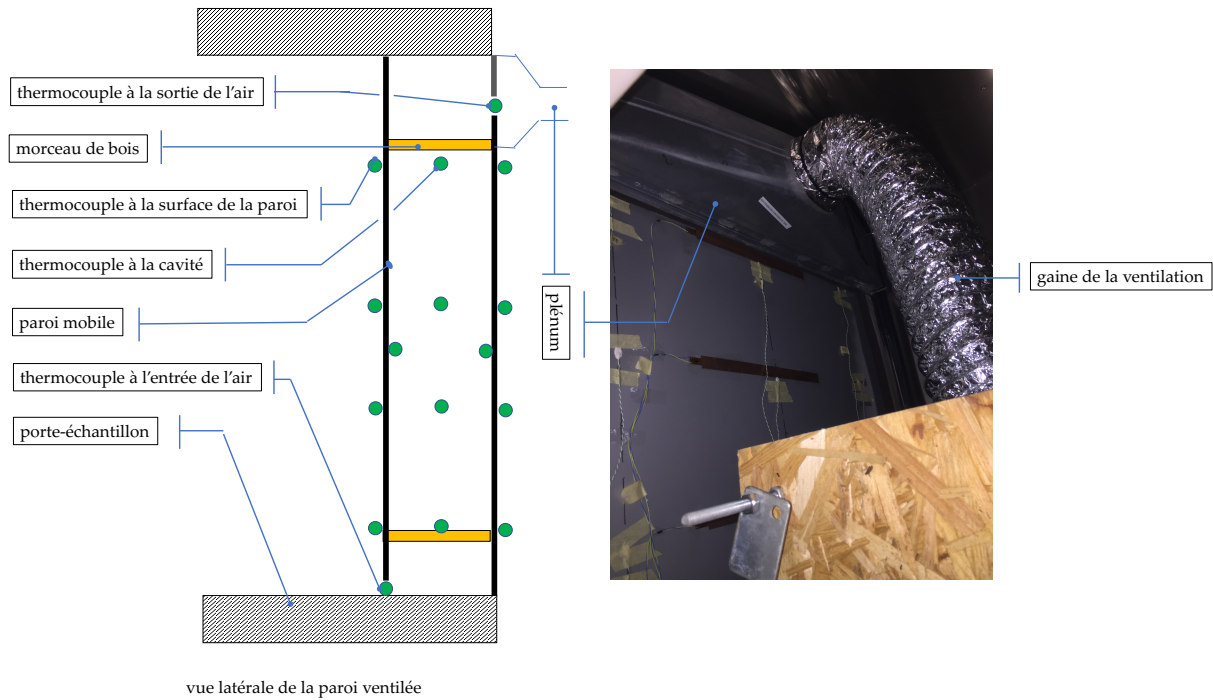 thermocouple à la sortie de l'air
morceau de bois
thermocouple à la surface de la paroi
thermocouple à la cavité
paroi mobile
thermocouple à l'entrée de l'air
porte-échantillon
plénum
gaine de la ventilation
vue latérale de la paroi ventilée